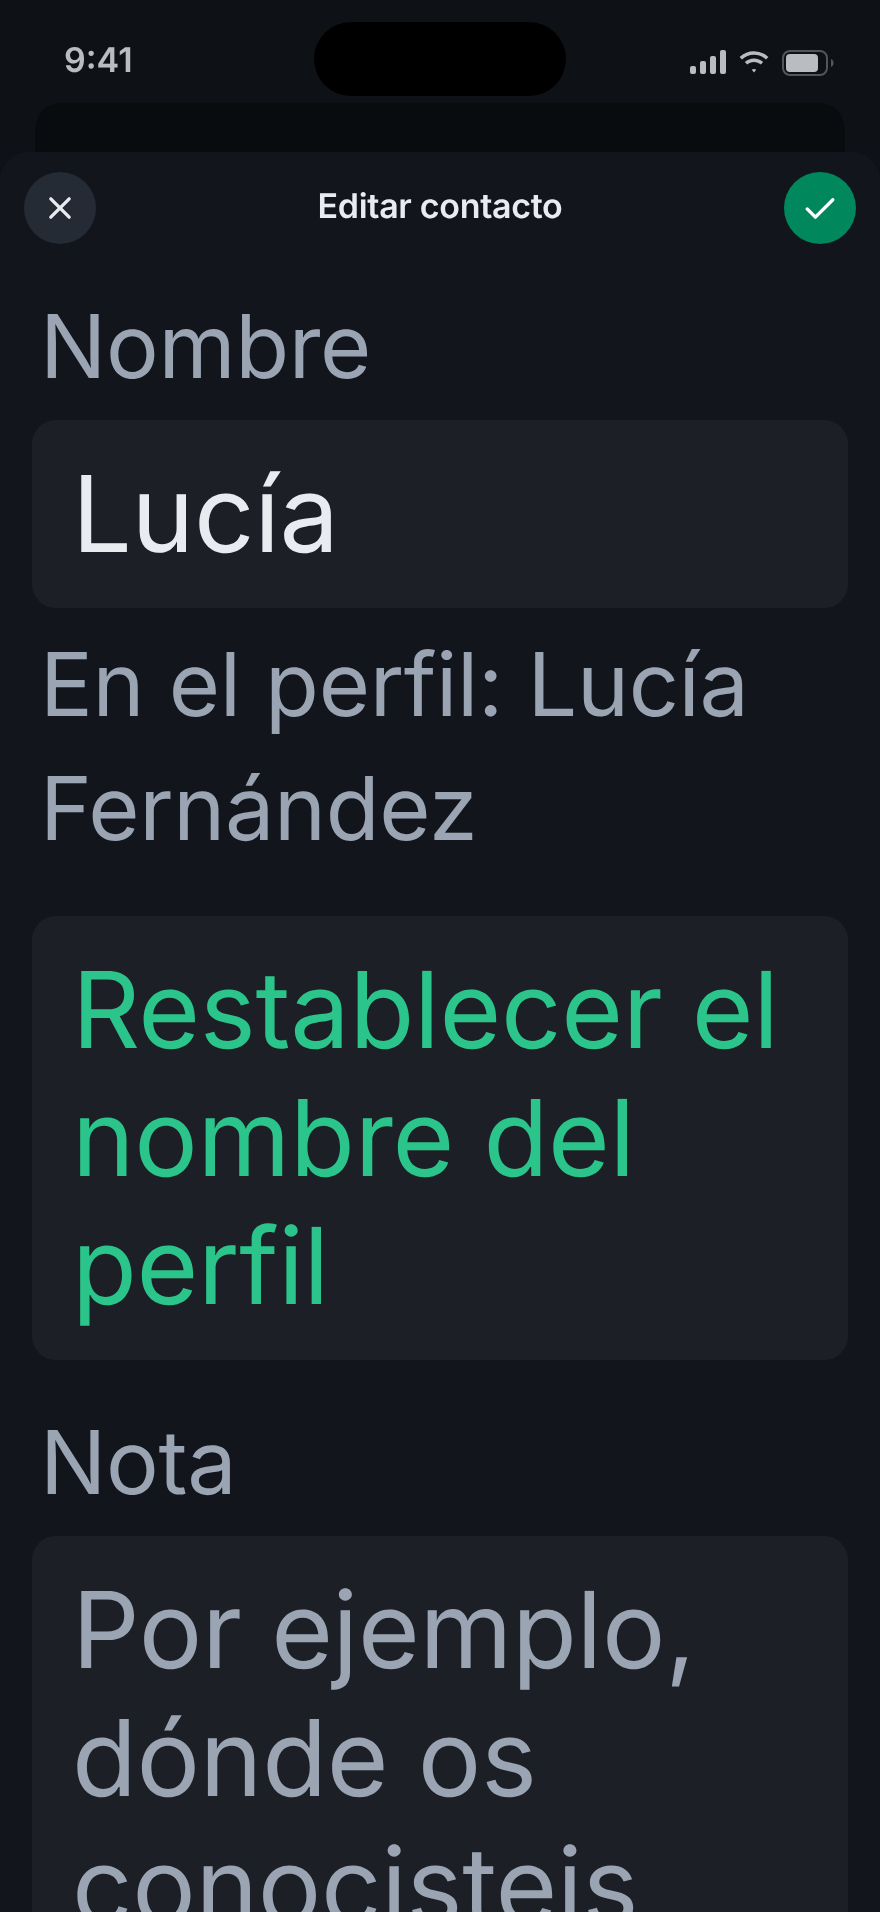 9:41
Editar contacto
Nombre
Lucía
En el perfil: Lucía
Fernández
Restablecer el
nombre del
perfil
Nota
Por ejemplo,
dónde os
conocisteis